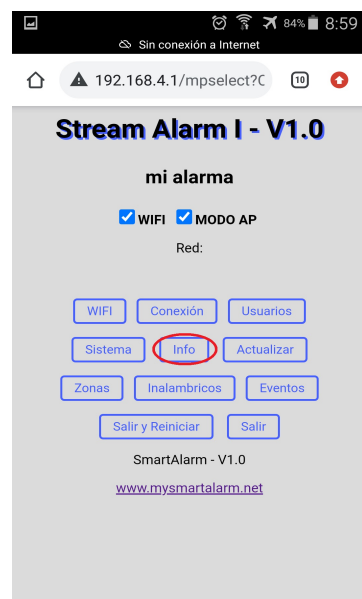 84% 8:59
Sin conexión a Internet
192.168.4.1/mpselect?C 10
Stream Alarm I - V1.0
mi alarma
WIFI MODO AP
Red:
WIFI Conexión Usuarios
Sistema Info Actualizar
Zonas Inalambricos Eventos
Salir y Reiniciar Salir
SmartAlarm - V1.0
www.mysmartalarm.net